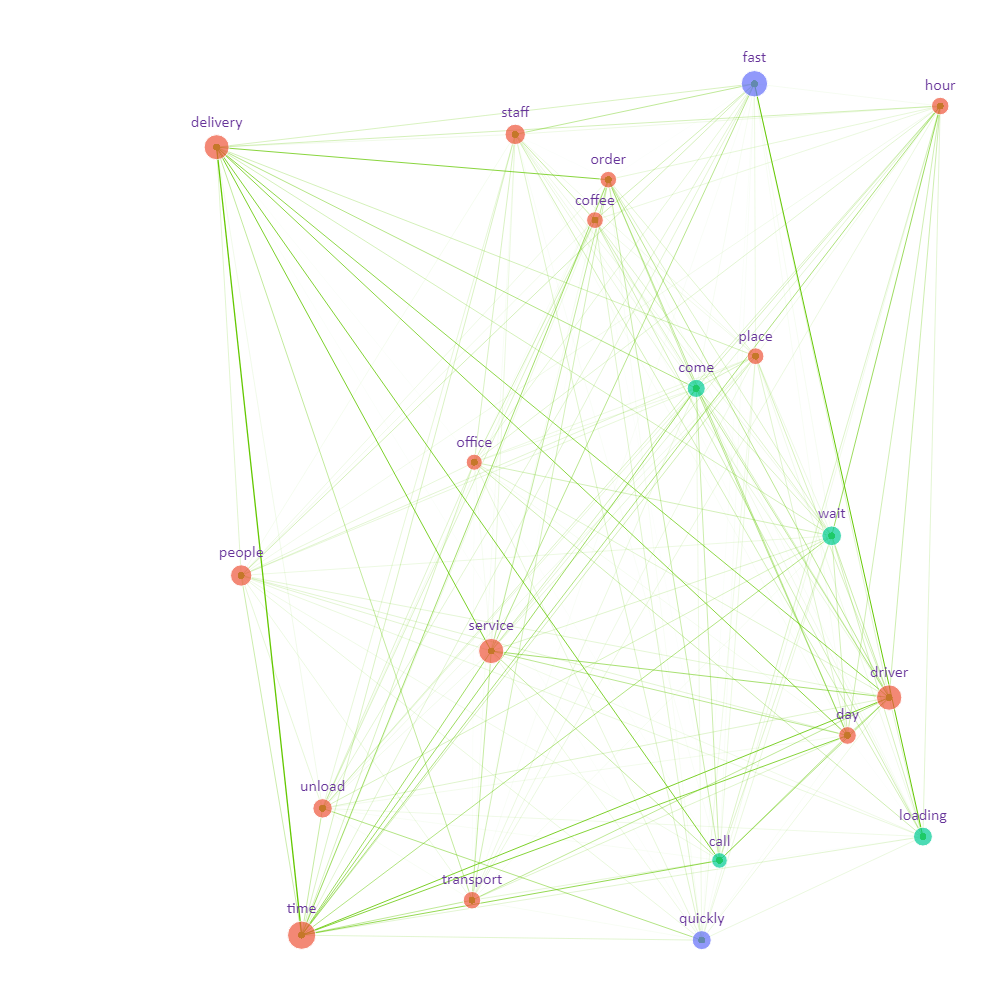 fast
hour
staff
delivery
order
coffee
place
come
office
wait
people
service
driver
day
unload
loading
call
transport
time
quickly